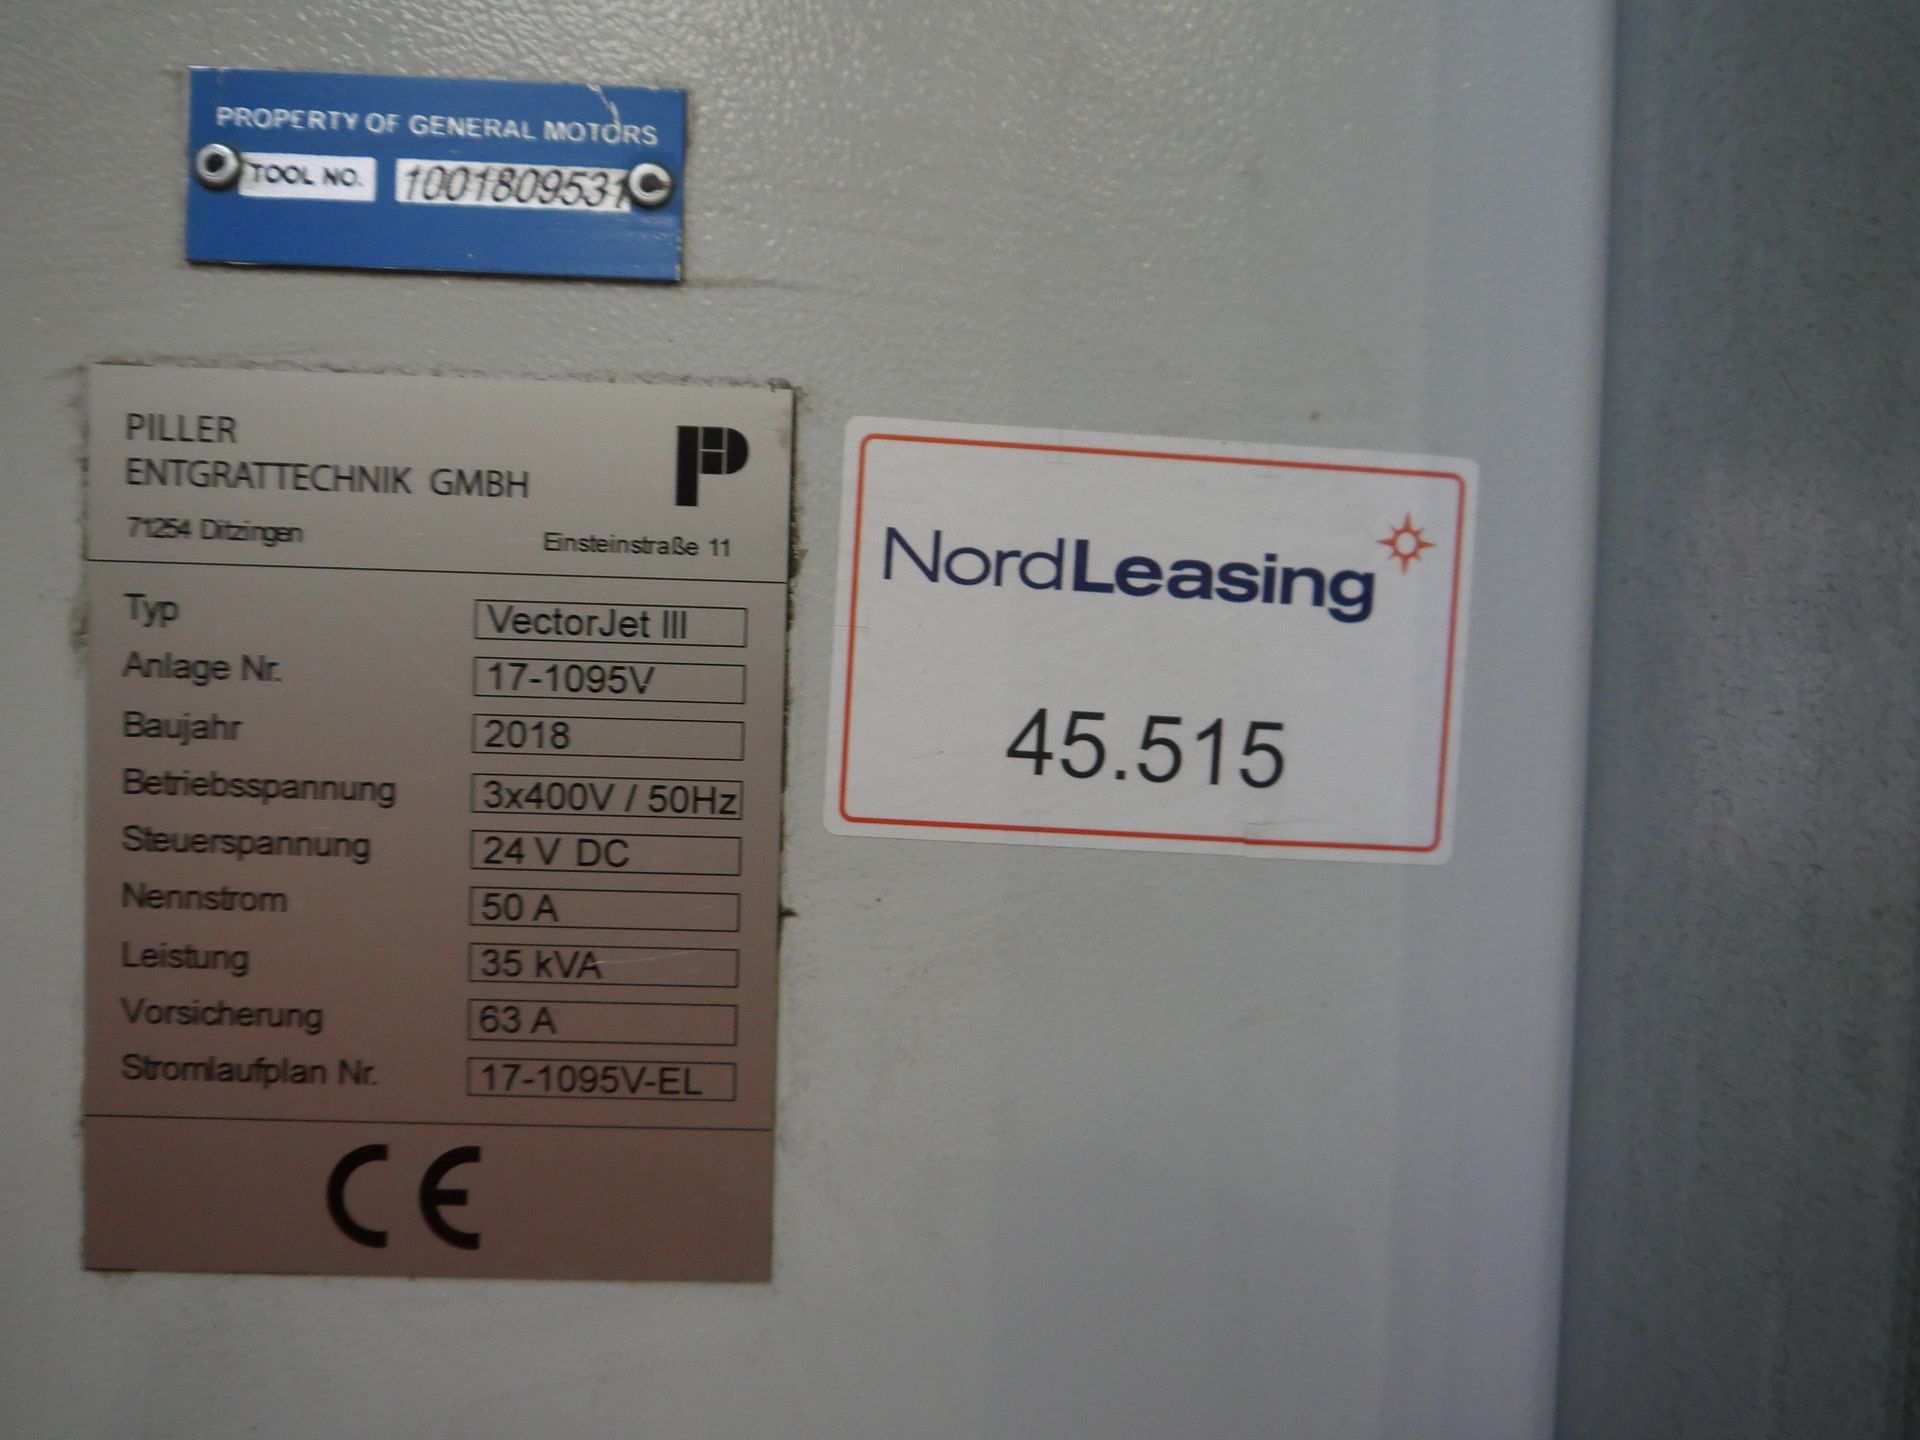 PROPERTY OF GENERAL MOTORS
TOOL NO. 1001809531
PILLER
ENTGRATTECHNIK GMBH
71254 Ditzingen Einsteinstraße 11
Typ VectorJet III
Anlage Nr. 17-1095V
Baujahr 2018
Betriebsspannung 3x400V / 50Hz
Steuerspannung 24 V DC
Nennstrom 50 A
Leistung 35 kVA
Vorsicherung 63 A
Stromlaufplan Nr. 17-1095V-EL
CE
NordLeasing
45.515